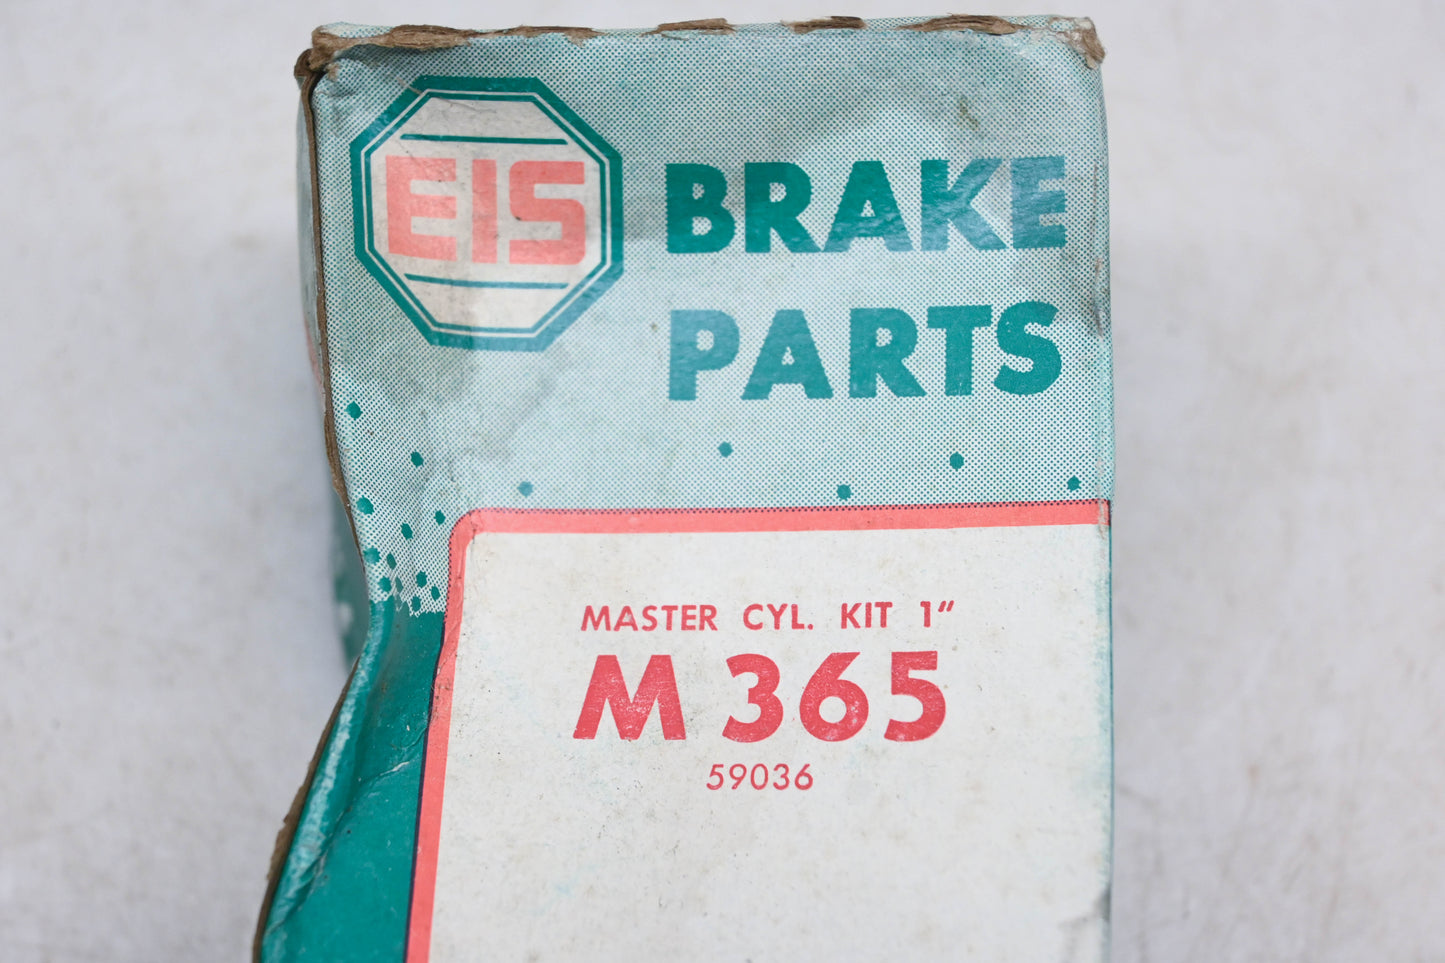 EIS
BRAKE
PARTS
MASTER CYL. KIT 1"
M 365
59036